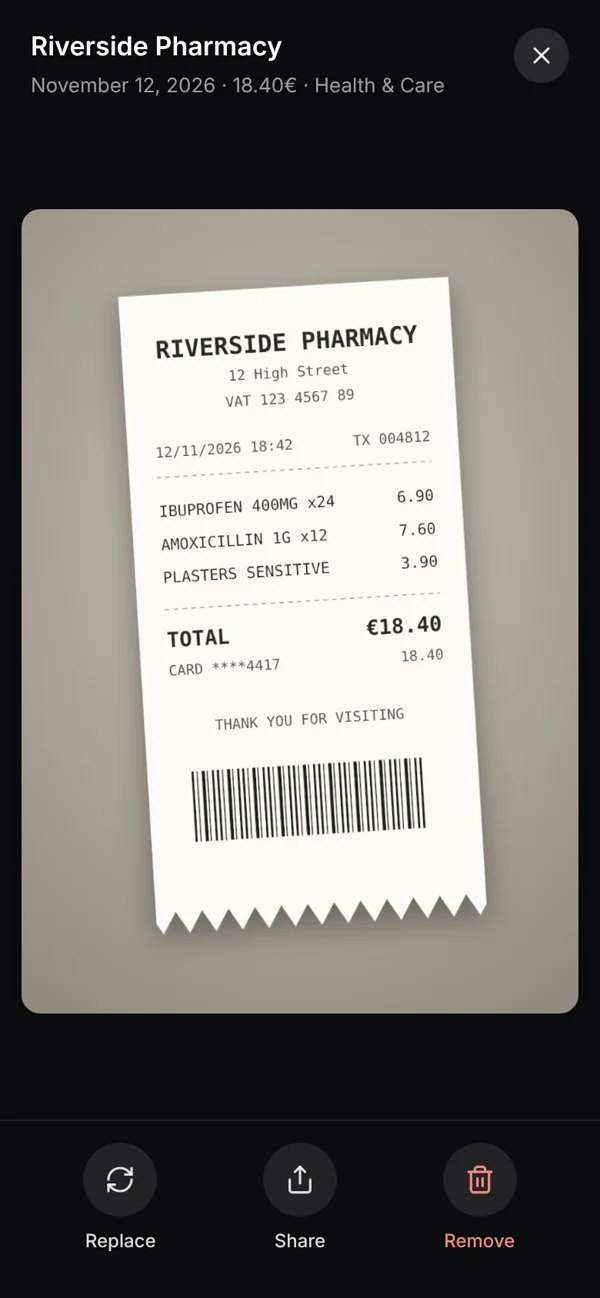 Riverside Pharmacy
November 12, 2026 · 18.40€ · Health & Care
RIVERSIDE PHARMACY
12 High Street
VAT 123 4567 89
12/11/2026 18:42 TX 004812
IBUPROFEN 400MG x24 6.90
AMOXICILLIN 1G x12 7.60
PLASTERS SENSITIVE 3.90
TOTAL €18.40
CARD ****4417 18.40
THANK YOU FOR VISITING
Replace Share Remove